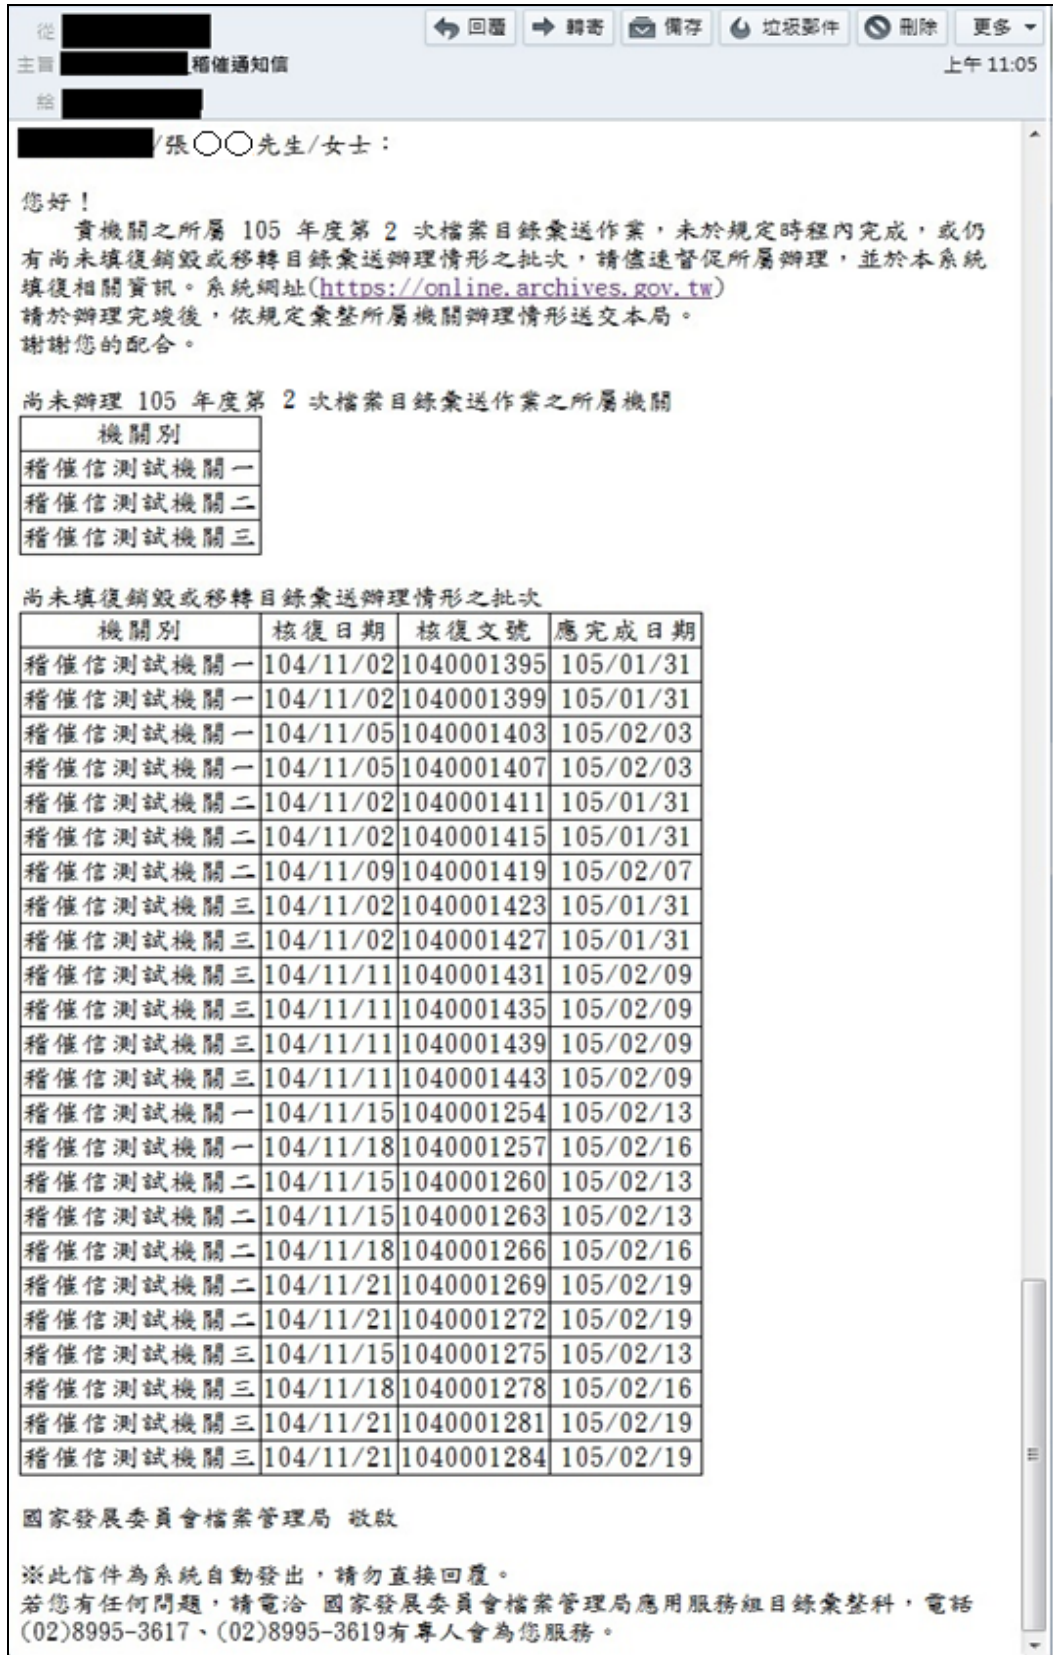 從 回覆 轉寄 備存 垃圾郵件 刪除 更多
主旨 稽催通知信 上午 11:05
給
/張○○先生/女士：
您好！
貴機關之所屬 105 年度第 2 次檔案目錄彙送作業，未於規定時程內完成，或仍
有尚未填復銷毀或移轉目錄彙送辦理情形之批次，請儘速督促所屬辦理，並於本系統
填復相關資訊。系統網址(https://online.archives.gov.tw)
請於辦理完竣後，依規定彙整所屬機關辦理情形送交本局。
謝謝您的配合。
尚未辦理 105 年度第 2 次檔案目錄彙送作業之所屬機關
機關別
稽催信測試機關一
稽催信測試機關二
稽催信測試機關三
尚未填復銷毀或移轉目錄彙送辦理情形之批次
機關別 核復日期 核復文號 應完成日期
稽催信測試機關一 104/11/02 1040001395 105/01/31
稽催信測試機關一 104/11/02 1040001399 105/01/31
稽催信測試機關一 104/11/05 1040001403 105/02/03
稽催信測試機關一 104/11/05 1040001407 105/02/03
稽催信測試機關二 104/11/02 1040001411 105/01/31
稽催信測試機關二 104/11/02 1040001415 105/01/31
稽催信測試機關二 104/11/09 1040001419 105/02/07
稽催信測試機關三 104/11/02 1040001423 105/01/31
稽催信測試機關三 104/11/02 1040001427 105/01/31
稽催信測試機關三 104/11/11 1040001431 105/02/09
稽催信測試機關三 104/11/11 1040001435 105/02/09
稽催信測試機關三 104/11/11 1040001439 105/02/09
稽催信測試機關三 104/11/11 1040001443 105/02/09
稽催信測試機關一 104/11/15 1040001254 105/02/13
稽催信測試機關一 104/11/18 1040001257 105/02/16
稽催信測試機關二 104/11/15 1040001260 105/02/13
稽催信測試機關二 104/11/15 1040001263 105/02/13
稽催信測試機關二 104/11/18 1040001266 105/02/16
稽催信測試機關二 104/11/21 1040001269 105/02/19
稽催信測試機關二 104/11/21 1040001272 105/02/19
稽催信測試機關三 104/11/15 1040001275 105/02/13
稽催信測試機關三 104/11/18 1040001278 105/02/16
稽催信測試機關三 104/11/21 1040001281 105/02/19
稽催信測試機關三 104/11/21 1040001284 105/02/19
國家發展委員會檔案管理局 敬啟
※此信件為系統自動發出，請勿直接回覆。
若您有任何問題，請電洽 國家發展委員會檔案管理局應用服務組目錄彙整科，電話
(02)8995-3617、(02)8995-3619有專人會為您服務。